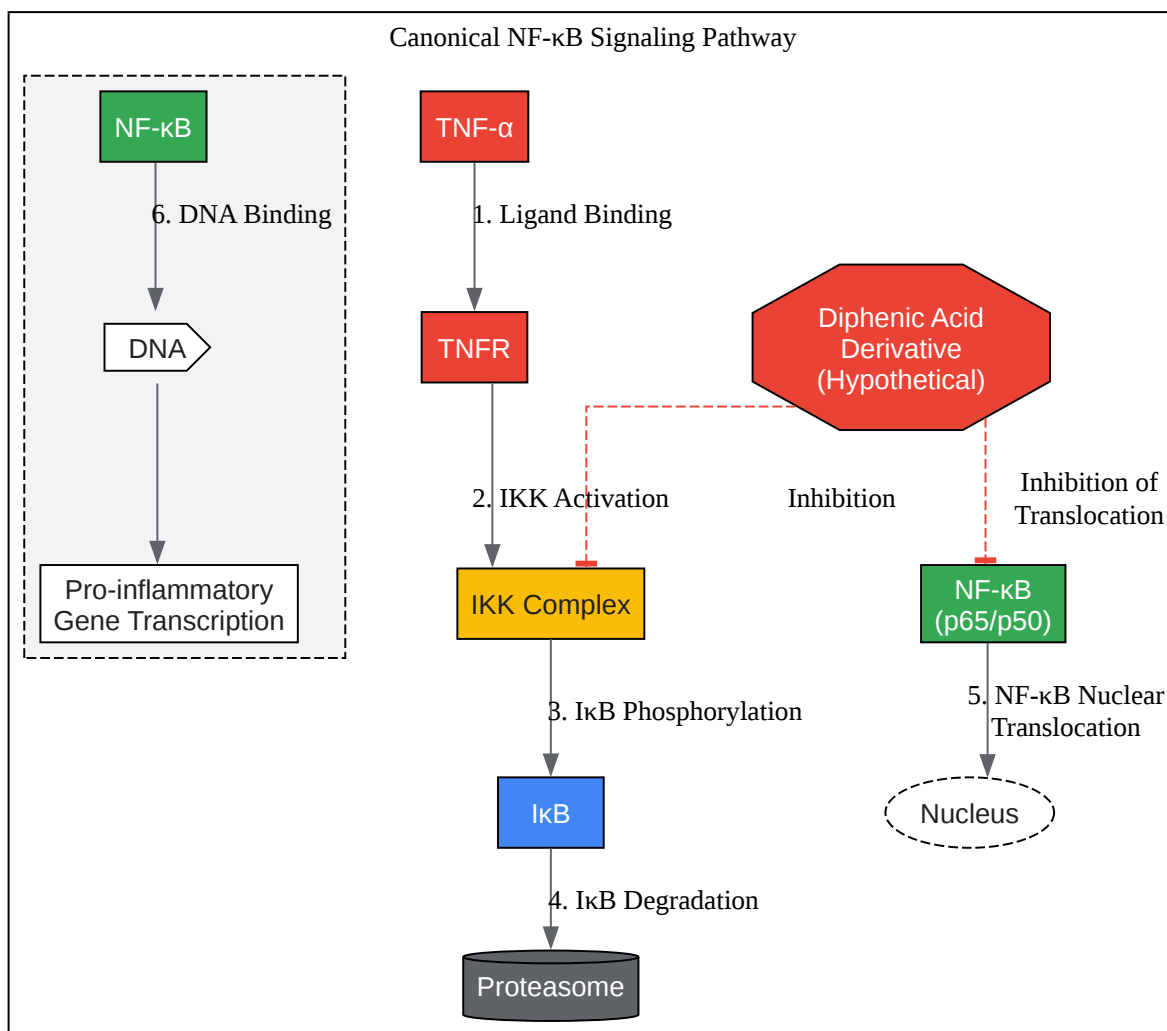 Canonical NF-κB Signaling Pathway
NF-κB
TNF-α
6. DNA Binding
1. Ligand Binding
DNA
TNFR
Diphenic Acid
Derivative
(Hypothetical)
2. IKK Activation
Inhibition
Inhibition of
Translocation
Pro-inflammatory
Gene Transcription
IKK Complex
NF-κB
(p65/p50)
3. IκB Phosphorylation
5. NF-κB Nuclear
Translocation
IκB
Nucleus
4. IκB Degradation
Proteasome